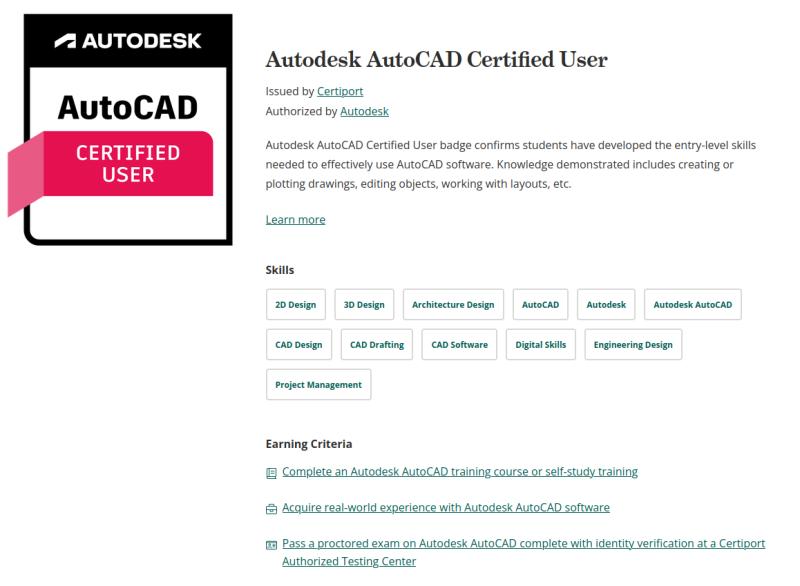 AUTODESK
AutoCAD
CERTIFIED
USER
Autodesk AutoCAD Certified User
Issued by Certiport
Authorized by Autodesk
Autodesk AutoCAD Certified User badge confirms students have developed the entry-level skills
needed to effectively use AutoCAD software. Knowledge demonstrated includes creating or
plotting drawings, editing objects, working with layouts, etc.
Learn more
Skills
2D Design 3D Design Architecture Design AutoCAD Autodesk Autodesk AutoCAD
CAD Design CAD Drafting CAD Software Digital Skills Engineering Design
Project Management
Earning Criteria
Complete an Autodesk AutoCAD training course or self-study training
Acquire real-world experience with Autodesk AutoCAD software
Pass a proctored exam on Autodesk AutoCAD complete with identity verification at a Certiport
Authorized Testing Center